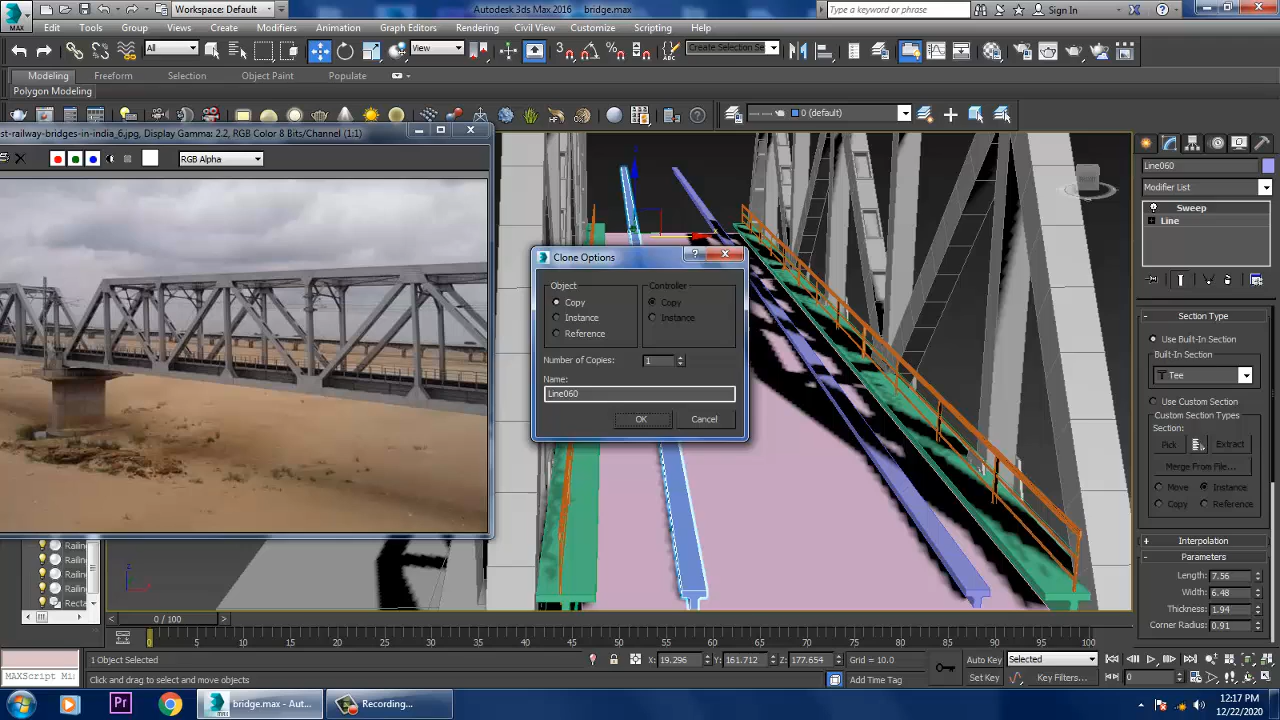 Workspace: Default
Autodesk 3ds Max 2016 bridge.max
Type a keyword or phrase
Sign In
MAX
Edit Tools Group Views Create Modifiers Animation Graph Editors Rendering Civil View Customize Scripting Help
All
View
Create Selection Se
Modeling Freeform Selection Object Paint Populate
Polygon Modeling
0 (default)
st-railway-bridges-in-india_6.jpg, Display Gamma: 2.2, RGB Color 8 Bits/Channel (1:1)
RGB Alpha
Clone Options
Object
Copy
Instance
Reference
Controller
Copy
Instance
Number of Copies: 1
Name:
Line060
OK Cancel
Line060
Modifier List
Sweep
Line
Section Type
Use Built-In Section
Built-In Section
Tee
Use Custom Section
Custom Section Types
Section:
Pick Extract
Merge From File...
Move Instance
Copy Reference
Interpolation
Parameters
Length: 7.56
Width: 6.48
Thickness: 1.94
Corner Radius: 0.91
Railin
Railin
Railin
Railin
Recta
z
0 / 100
0 5 10 15 20 25 30 35 40 45 50 55 60 65 70 75 80 85 90 95 100
1 Object Selected
X: 19.296 Y: 161.712 Z: 177.654 Grid = 10.0
Auto Key Selected
MAXScript Mi
Click and drag to select and move objects
Add Time Tag
Set Key Key Filters... 0
Pr
bridge.max - Aut...
Recording...
12:17 PM
12/22/2020